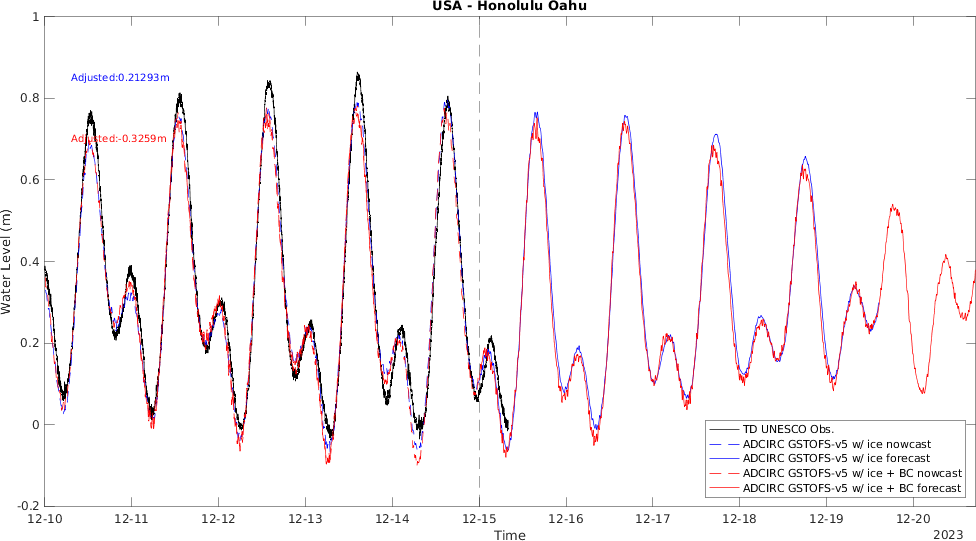 USA - Honolulu Oahu
1
0.8
0.6
0.4
0.2
0
-0.2
Water Level (m)
Adjusted:0.21293m
Adjusted:-0.3259m
TD UNESCO Obs.
ADCIRC GSTOFS-v5 w/ ice nowcast
ADCIRC GSTOFS-v5 w/ ice forecast
ADCIRC GSTOFS-v5 w/ ice + BC nowcast
ADCIRC GSTOFS-v5 w/ ice + BC forecast
12-10 12-11 12-12 12-13 12-14 12-15 12-16 12-17 12-18 12-19 12-20
Time
2023